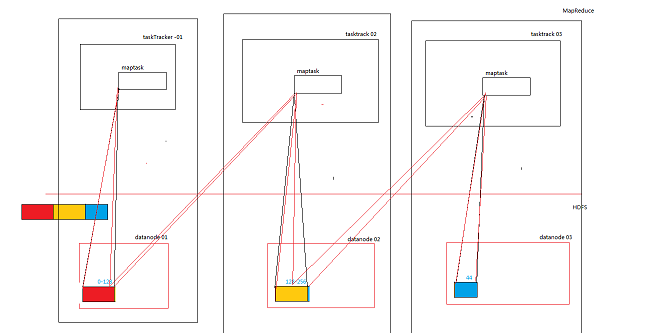 MapReduce
taskTracker -01
tasktrack 02
tasktrack 03
maptask
maptask
maptask
HDFS
datanode 01
datanode 02
datanode 03
0-128
128-256
44